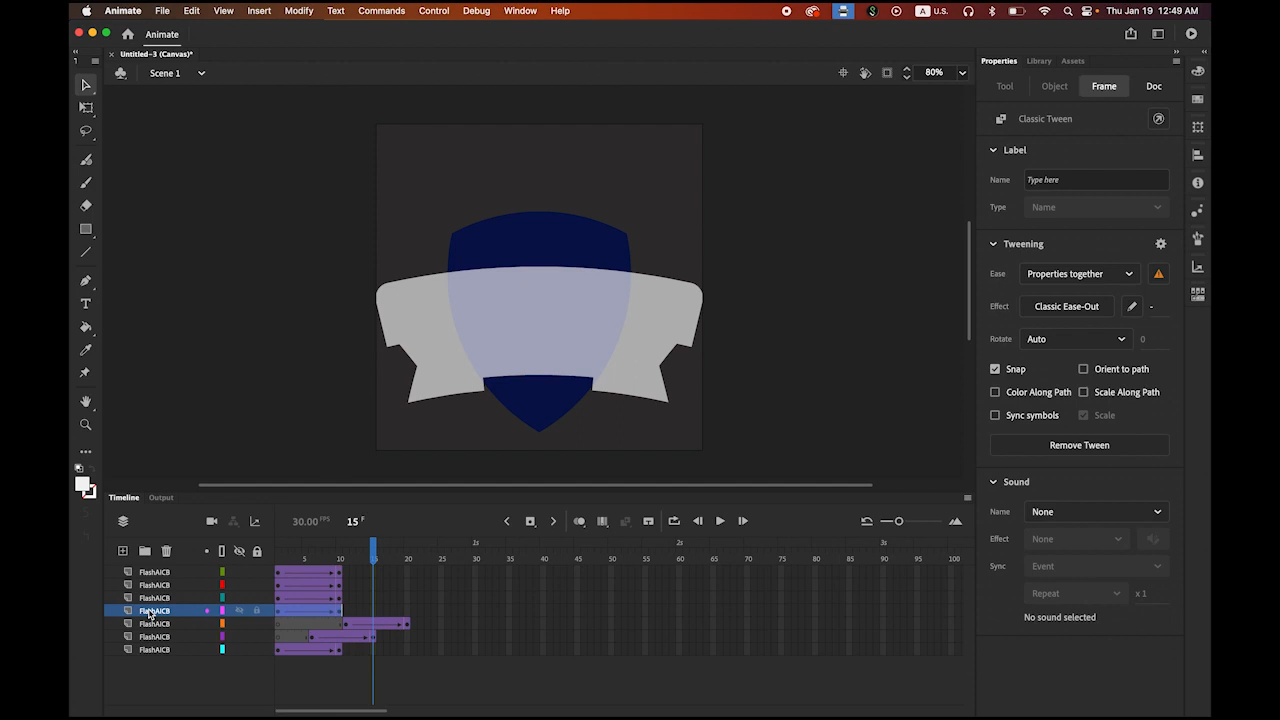 Animate File Edit View Insert Modify Text Commands Control Debug Window Help A U.S. Thu Jan 19 12:49 AM
Animate
Untitled-3 (Canvas)*
Scene 1 80%
Properties Library Assets
Tool Object Frame Doc
Classic Tween
Label
Name Type here
Type Name
Tweening
Ease Properties together
Effect Classic Ease-Out -
Rotate Auto 0
Snap Orient to path
Color Along Path Scale Along Path
Sync symbols Scale
Remove Tween
Sound
Name None
Effect None
Sync Event
Repeat x 1
No sound selected
Timeline Output
30.00 FPS 15 F
1s 2s 3s
5 10 15 20 25 30 35 40 45 50 55 60 65 70 75 80 85 90 95 100
FlashAICB
FlashAICB
FlashAICB
FlashAICB
FlashAICB
FlashAICB
FlashAICB